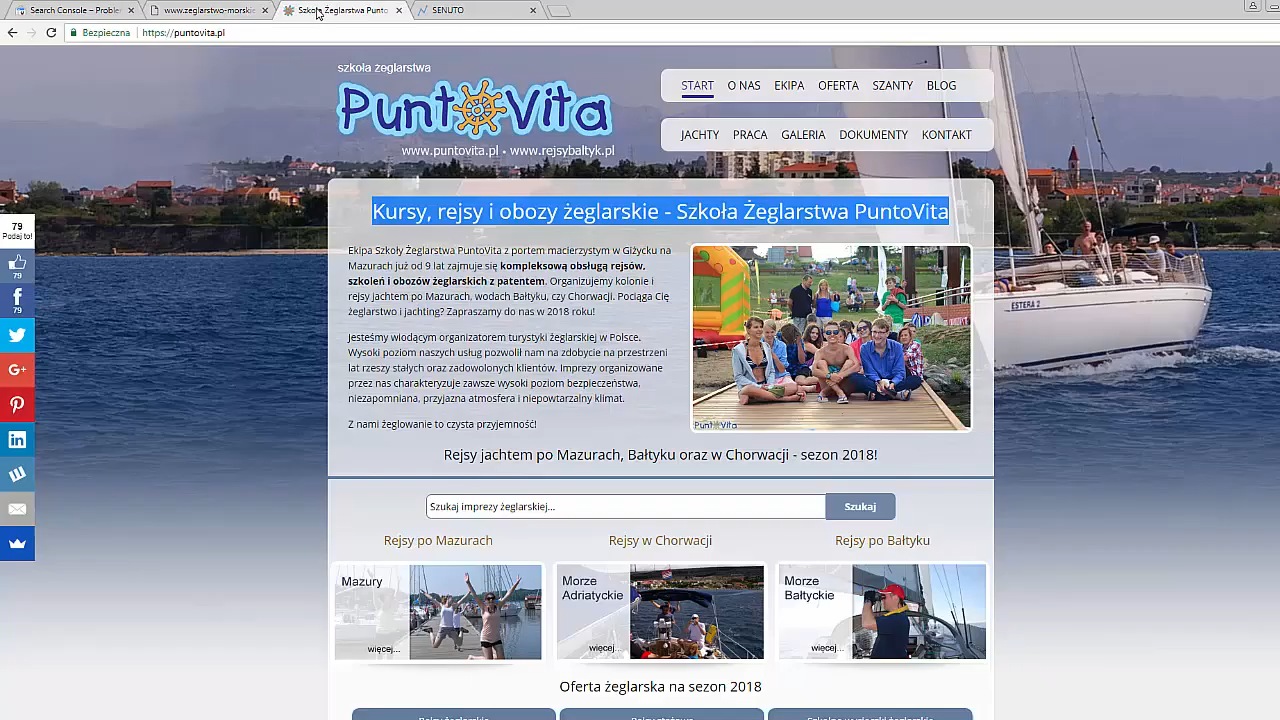 Search Console – Proble
www.zeglarstwo-morskie
Szkoła Żeglarstwa Punto
SENUTO
Bezpieczna
https://puntovita.pl
szkoła żeglarstwa
PuntoVita
www.puntovita.pl • www.rejsybaltyk.pl
START O NAS EKIPA OFERTA SZANTY BLOG
JACHTY PRACA GALERIA DOKUMENTY KONTAKT
Kursy, rejsy i obozy żeglarskie - Szkoła Żeglarstwa PuntoVita
79
Podaj to!
79
79
Ekipa Szkoły Żeglarstwa PuntoVita z portem macierzystym w Giżycku na
Mazurach już od 9 lat zajmuje się kompleksową obsługą rejsów,
szkoleń i obozów żeglarskich z patentem, organizujemy kolonie i
rejsy jachtem po Mazurach, wodach Bałtyku, czy Chorwacji. Pociąga Cię
żeglarstwo i jachting? Zapraszamy do nas w 2018 roku!
Jesteśmy wiodącym organizatorem turystyki żeglarskiej w Polsce.
Wysoki poziom naszych usług pozwolił nam na zdobycie na przestrzeni
lat rzeszy stałych oraz zadowolonych klientów. Imprezy organizowane
przez nas charakteryzuje zawsze wysoki poziom bezpieczeństwa,
niezapomniana, przyjazna atmosfera i niepowtarzalny klimat.
Z nami żeglowanie to czysta przyjemność!
PuntoVita
ESTERA 2
Rejsy jachtem po Mazurach, Bałtyku oraz w Chorwacji - sezon 2018!
Szukaj imprezy żeglarskiej...
Szukaj
Rejsy po Mazurach
Rejsy w Chorwacji
Rejsy po Bałtyku
Mazury
więcej...
Morze
Adriatyckie
więcej...
Morze
Bałtyckie
więcej...
Oferta żeglarska na sezon 2018